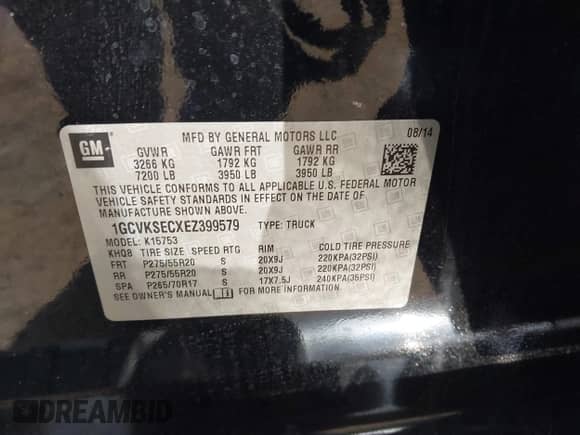 GM
MFD BY GENERAL MOTORS LLC 08/14
GVWR GAWR FRT GAWR RR
3266 KG 1792 KG 1792 KG
7200 LB 3950 LB 3950 LB
THIS VEHICLE CONFORMS TO ALL APPLICABLE U.S. FEDERAL MOTOR
VEHICLE SAFETY STANDARDS IN EFFECT ON THE DATE OF
MANUFACTURE SHOWN ABOVE.
1GCVKSECXEZ399579 TYPE: TRUCK
MODEL: K15753
KHQ8 TIRE SIZE SPEED RTG RIM COLD TIRE PRESSURE
FRT P275/55R20 S 20X9J 220KPA(32PSI)
RR P275/55R20 S 20X9J 220KPA(32PSI)
SPA P265/70R17 S 17X7.5J 240KPA(35PSI)
SEE OWNER'S MANUAL FOR MORE INFORMATION.
DREAMBID